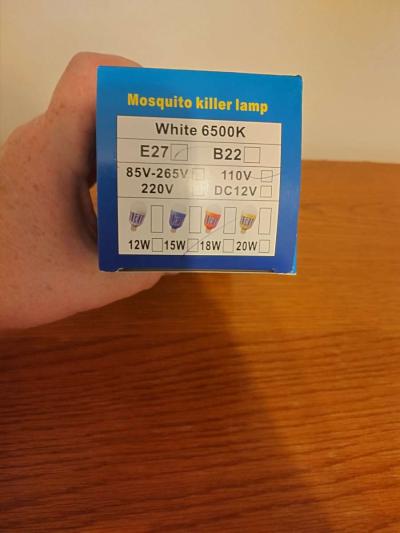 Mosquito killer lamp
White 6500K
E27 B22
85V-265V 110V
220V DC12V
12W 15W 18W 20W